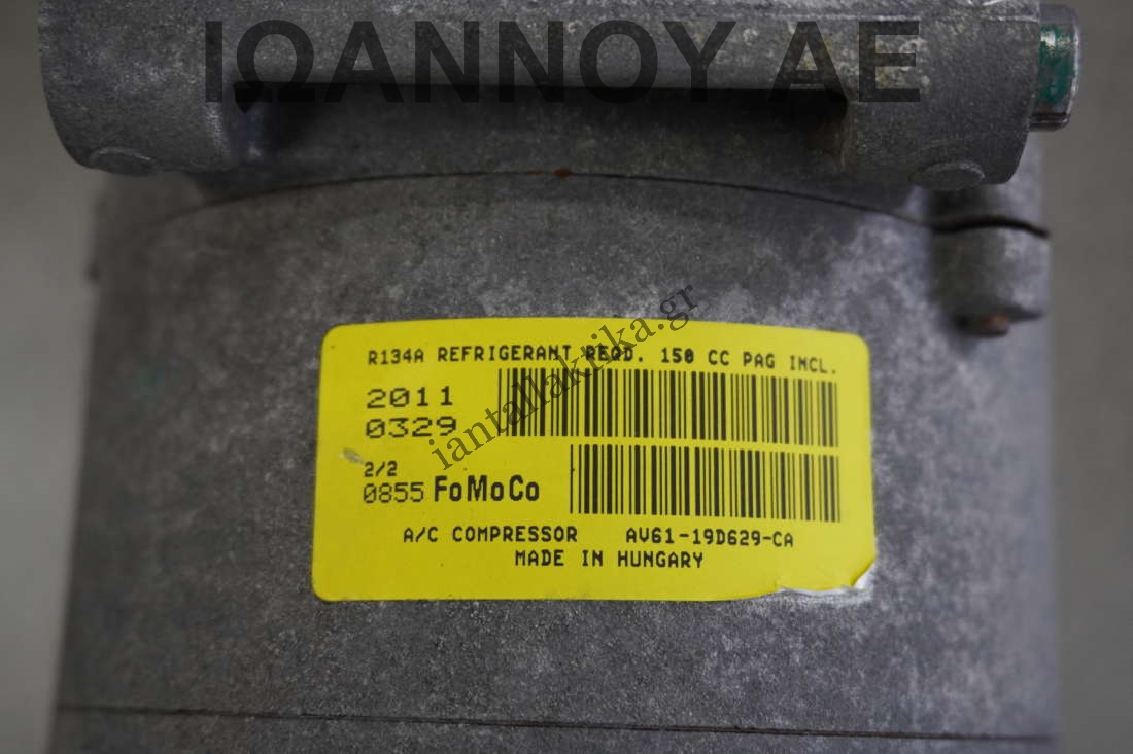 ΙΩΑΝΝΟΥ ΑΕ
R134A REFRIGERANT REQD. 150 CC PAG INCL.
2011
0329
iantallaktika.gr
2/2
0855 FoMoCo
A/C COMPRESSOR AV61-19D629-CA
MADE IN HUNGARY